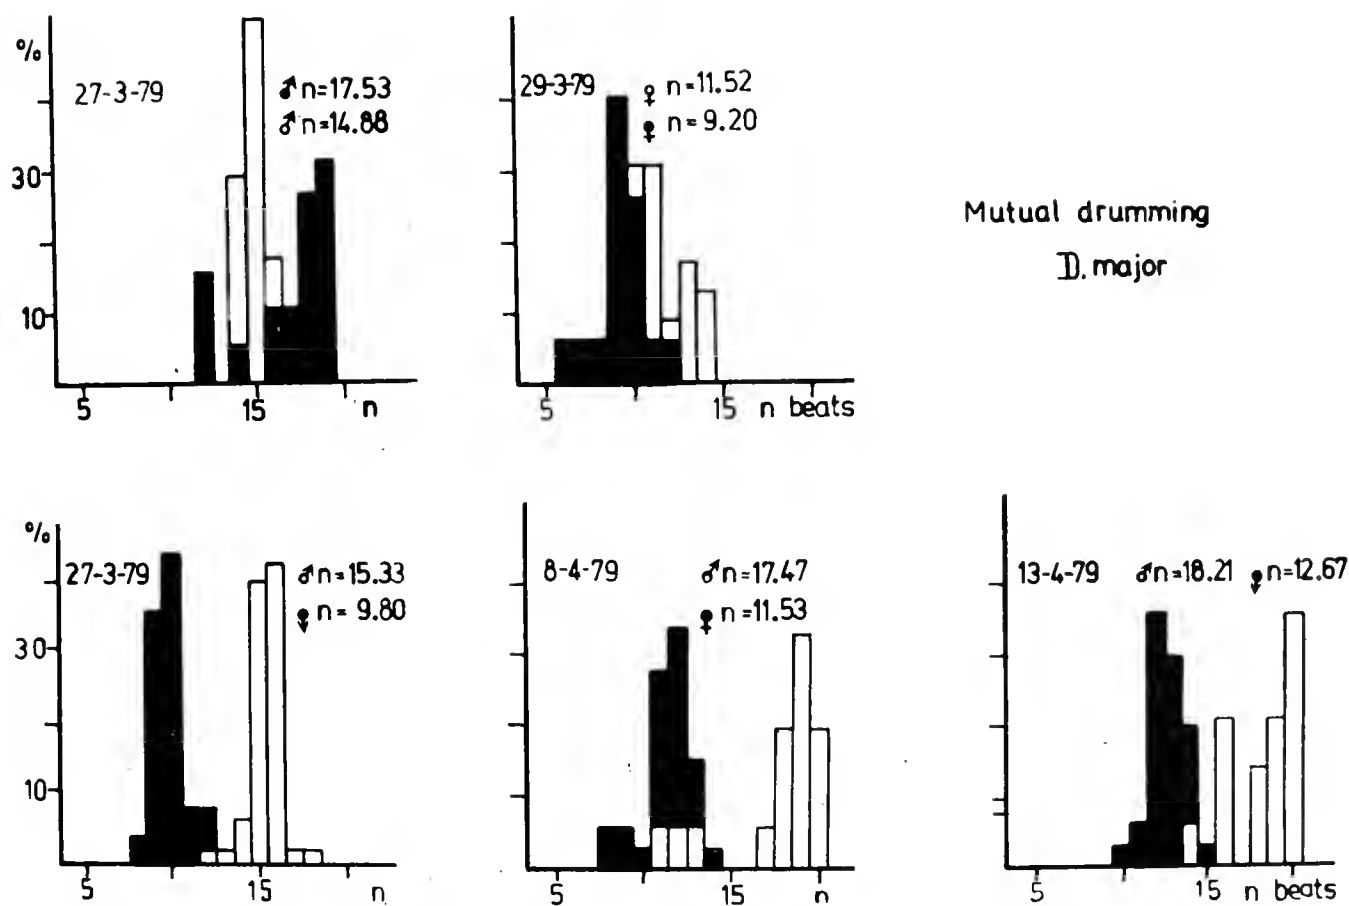 %
27-3-79
♂ n=17.53
♂ n=14.88
30
10
5 15 n
29-3-79
♀ n=11.52
♀ n=9.20
5 15 n beats
Mutual drumming
D. major
%
27-3-79
♂ n=15.33
♀ n= 9.80
30
10
5 15 n
8-4-79
♂ n=17.47
♀ n=11.53
5 15 n
13-4-79 ♂ n=18.21 ♀ n=12.67
5 15 n beats